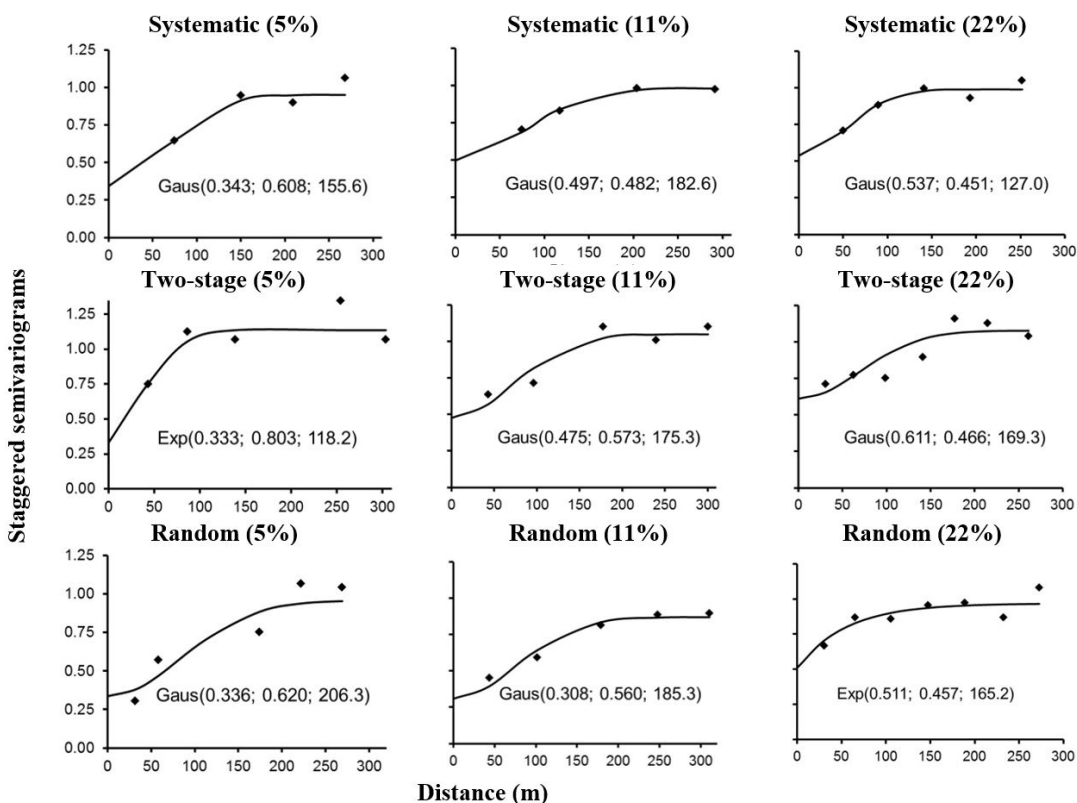 Systematic (5%)
Systematic (11%)
Systematic (22%)
1.25
1.00
0.75
0.50
0.25
0.00
Gaus(0.343; 0.608; 155.6)
Gaus(0.497; 0.482; 182.6)
Gaus(0.537; 0.451; 127.0)
0 50 100 150 200 250 300
0 50 100 150 200 250 300
0 50 100 150 200 250 300
Two-stage (5%)
Two-stage (11%)
Two-stage (22%)
Staggered semivariograms
1.25
1.00
0.75
0.50
0.25
0.00
Exp(0.333; 0.803; 118.2)
Gaus(0.475; 0.573; 175.3)
Gaus(0.611; 0.466; 169.3)
0 50 100 150 200 250 300
0 50 100 150 200 250 300
0 50 100 150 200 250 300
Random (5%)
Random (11%)
Random (22%)
1.25
1.00
0.75
0.50
0.25
0.00
Gaus(0.336; 0.620; 206.3)
Gaus(0.308; 0.560; 185.3)
Exp(0.511; 0.457; 165.2)
0 50 100 150 200 250 300
0 50 100 150 200 250 300
0 50 100 150 200 250 300
Distance (m)